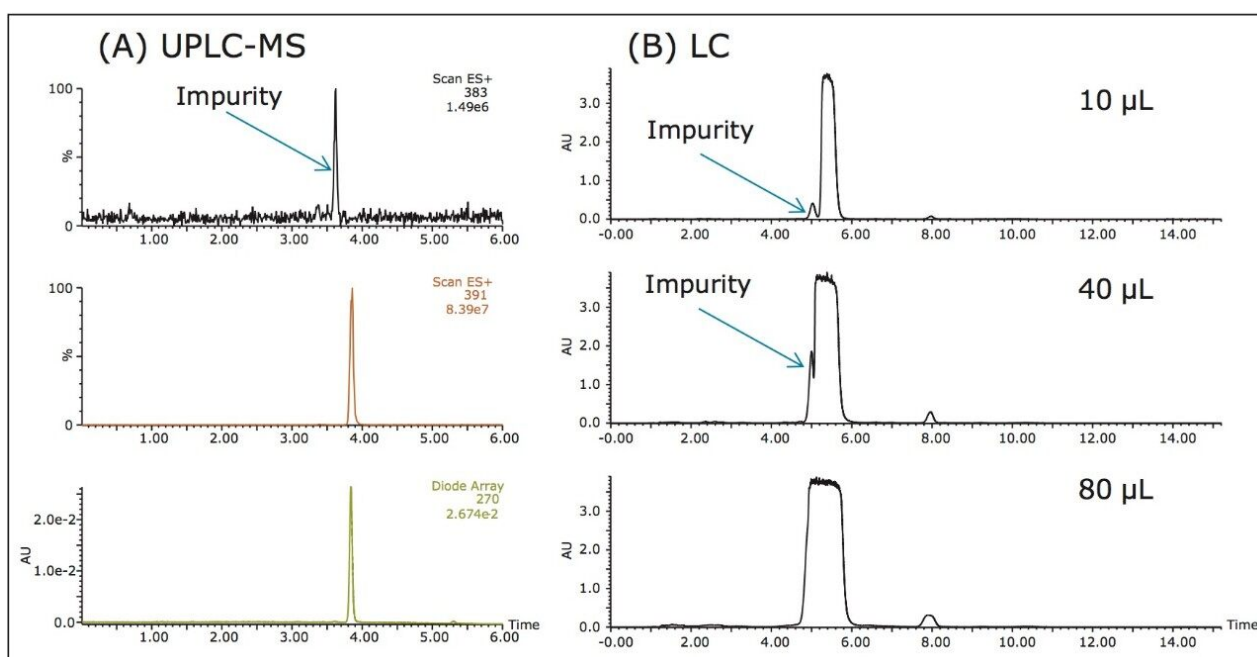 (A) UPLC-MS
Scan ES+
383
1.49e6
Impurity
100
%
0
1.00 2.00 3.00 4.00 5.00 6.00
Scan ES+
391
8.39e7
100
%
0
1.00 2.00 3.00 4.00 5.00 6.00
Diode Array
270
2.674e-2
2.0e-2
AU
1.0e-2
0.0
Time
1.00 2.00 3.00 4.00 5.00 6.00
(B) LC
10 µL
3.0
Impurity
AU
2.0
1.0
0.0
-0.00 2.00 4.00 6.00 8.00 10.00 12.00 14.00
40 µL
Impurity
3.0
AU
2.0
1.0
0.0
-0.00 2.00 4.00 6.00 8.00 10.00 12.00 14.00
80 µL
3.0
AU
2.0
1.0
0.0
Time
-0.00 2.00 4.00 6.00 8.00 10.00 12.00 14.00